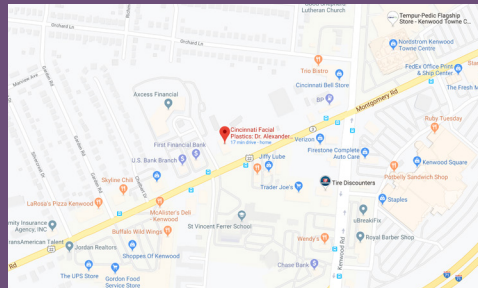 Lutheran Church
Tempur-Pedic Flagship
Store - Kenwood Towne C...
Orchard Ln
Orchard Ln
Nordstrom Kenwood
Towne Centre
Trio Bistro
FedEx Office Print
& Ship Center
Cincinnati Bell Store
Axcess Financial
BP
The Fresh M
Montgomery Rd
Cincinnati Facial
Plastics: Dr. Alexander...
17 min drive - home
Ruby Tuesday
Verizon
First Financial Bank
Firestone Complete
Auto Care
U.S. Bank Branch
Jiffy Lube
Kenwood Square
Skyline Chili
Potbelly Sandwich Shop
Trader Joe's
Tire Discounters
LaRosa's Pizza Kenwood
Staples
McAlister's Deli
Kenwood
St Vincent Ferrer School
uBreakiFix
Buffalo Wild Wings
Wendy's
Royal Barber Shop
TransAmerican Talent
Jordan Realtors
Kenwood Rd
Shoppes Of Kenwood
Chase Bank
Rd
The UPS Store
Gordon Food
Service Store